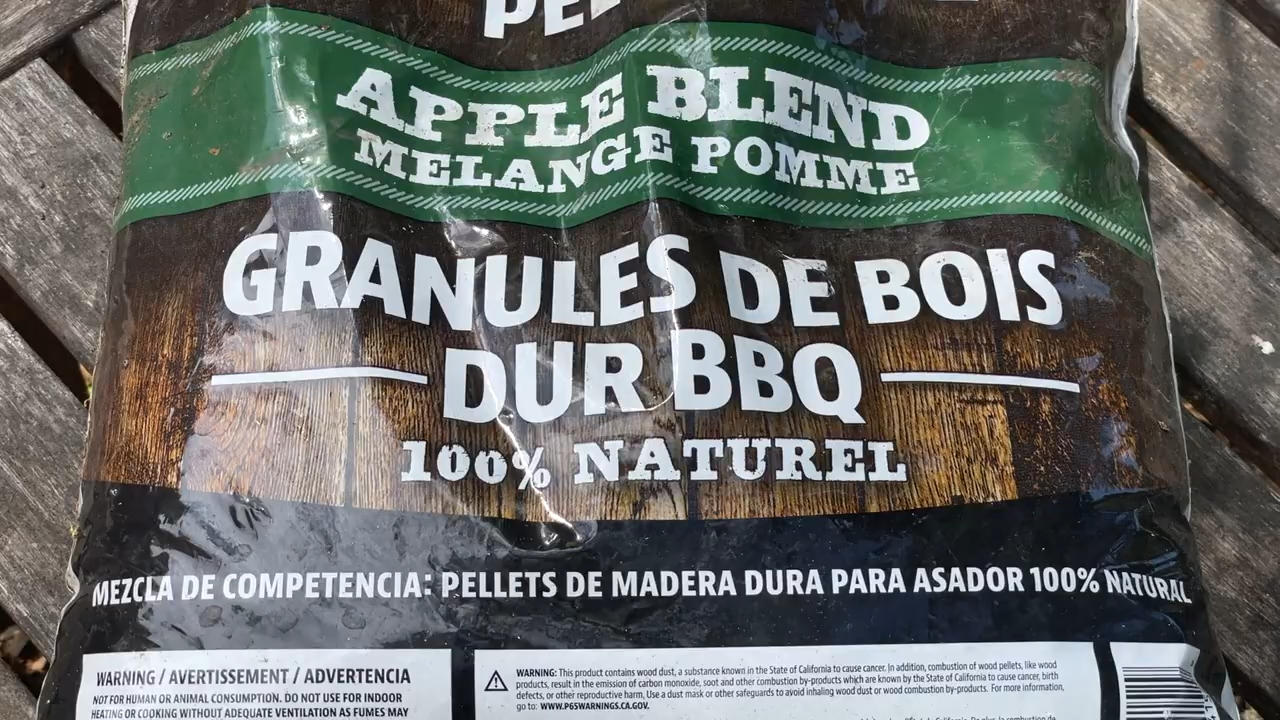 APPLE BLEND
MELANGE POMME
GRANULES DE BOIS
DUR BBQ
100% NATUREL
MEZCLA DE COMPETENCIA: PELLETS DE MADERA DURA PARA ASADOR 100% NATURAL
WARNING / AVERTISSEMENT / ADVERTENCIA
NOT FOR HUMAN OR ANIMAL CONSUMPTION. DO NOT USE FOR INDOOR
HEATING OR COOKING WITHOUT ADEQUATE VENTILATION AS FUMES MAY
WARNING: This product contains wood dust, a substance known in the State of California to cause cancer. In addition, combustion of wood pellets, like wood
products, result in the emission of carbon monoxide, soot and other combustion by-products which are known by the State of California to cause cancer, birth
defects, or other reproductive harm. Use a dust mask or other safeguards to avoid inhaling wood dust or wood combustion by-products. For more information,
go to: WWW.P65WARNINGS.CA.GOV.